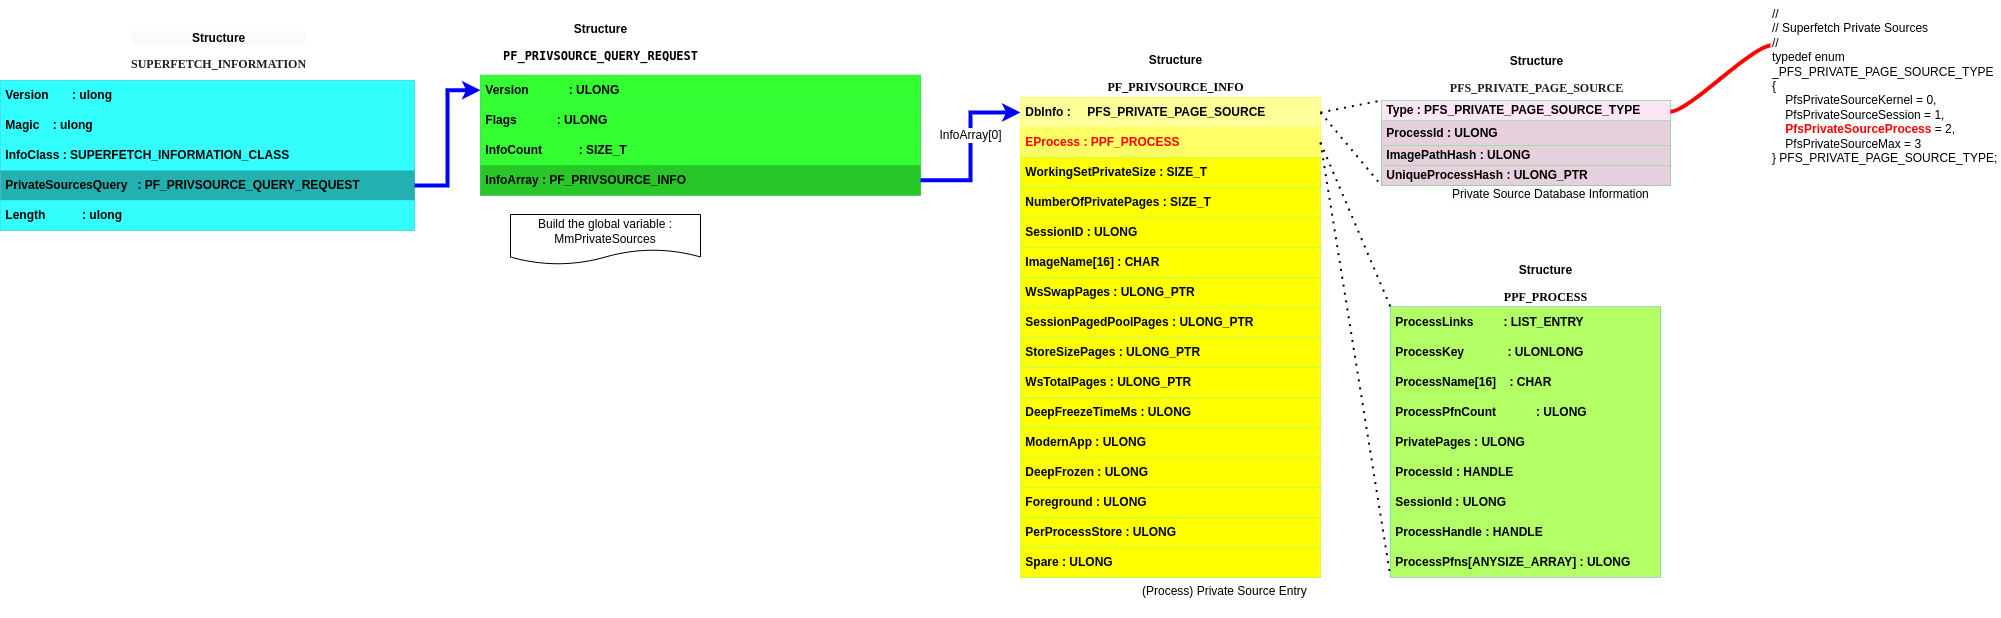 Structure
SUPERFETCH_INFORMATION
Version : ulong
Magic : ulong
InfoClass : SUPERFETCH_INFORMATION_CLASS
PrivateSourcesQuery : PF_PRIVSOURCE_QUERY_REQUEST
Length : ulong
Structure
PF_PRIVSOURCE_QUERY_REQUEST
Version : ULONG
Flags : ULONG
InfoCount : SIZE_T
InfoArray : PF_PRIVSOURCE_INFO
Build the global variable :
MmPrivateSources
InfoArray[0]
Structure
PF_PRIVSOURCE_INFO
DbInfo : PFS_PRIVATE_PAGE_SOURCE
EProcess : PPF_PROCESS
WorkingSetPrivateSize : SIZE_T
NumberOfPrivatePages : SIZE_T
SessionID : ULONG
ImageName[16] : CHAR
WsSwapPages : ULONG_PTR
SessionPagedPoolPages : ULONG_PTR
StoreSizePages : ULONG_PTR
WsTotalPages : ULONG_PTR
DeepFreezeTimeMs : ULONG
ModernApp : ULONG
DeepFrozen : ULONG
Foreground : ULONG
PerProcessStore : ULONG
Spare : ULONG
(Process) Private Source Entry
Structure
PFS_PRIVATE_PAGE_SOURCE
Type : PFS_PRIVATE_PAGE_SOURCE_TYPE
ProcessId : ULONG
ImagePathHash : ULONG
UniqueProcessHash : ULONG_PTR
Private Source Database Information
Structure
PPF_PROCESS
ProcessLinks : LIST_ENTRY
ProcessKey : ULONLONG
ProcessName[16] : CHAR
ProcessPfnCount : ULONG
PrivatePages : ULONG
ProcessId : HANDLE
SessionId : ULONG
ProcessHandle : HANDLE
ProcessPfns[ANYSIZE_ARRAY] : ULONG
//
// Superfetch Private Sources
//
typedef enum
_PFS_PRIVATE_PAGE_SOURCE_TYPE
{
PfsPrivateSourceKernel = 0,
PfsPrivateSourceSession = 1,
PfsPrivateSourceProcess = 2,
PfsPrivateSourceMax = 3
} PFS_PRIVATE_PAGE_SOURCE_TYPE;